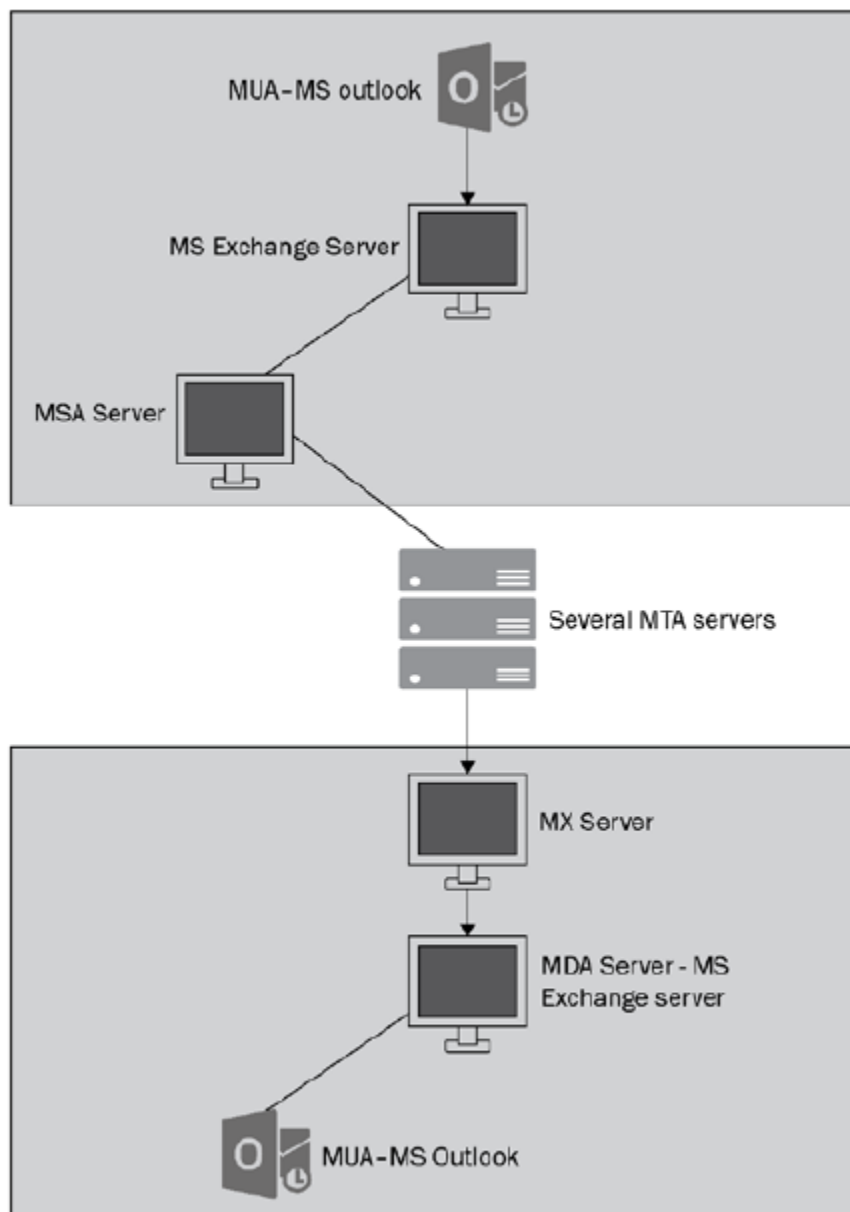 MUA-MS outlook
O
MS Exchange Server
MSA Server
Several MTA servers
MX Server
MDA Server - MS
Exchange server
O
MUA-MS Outlook